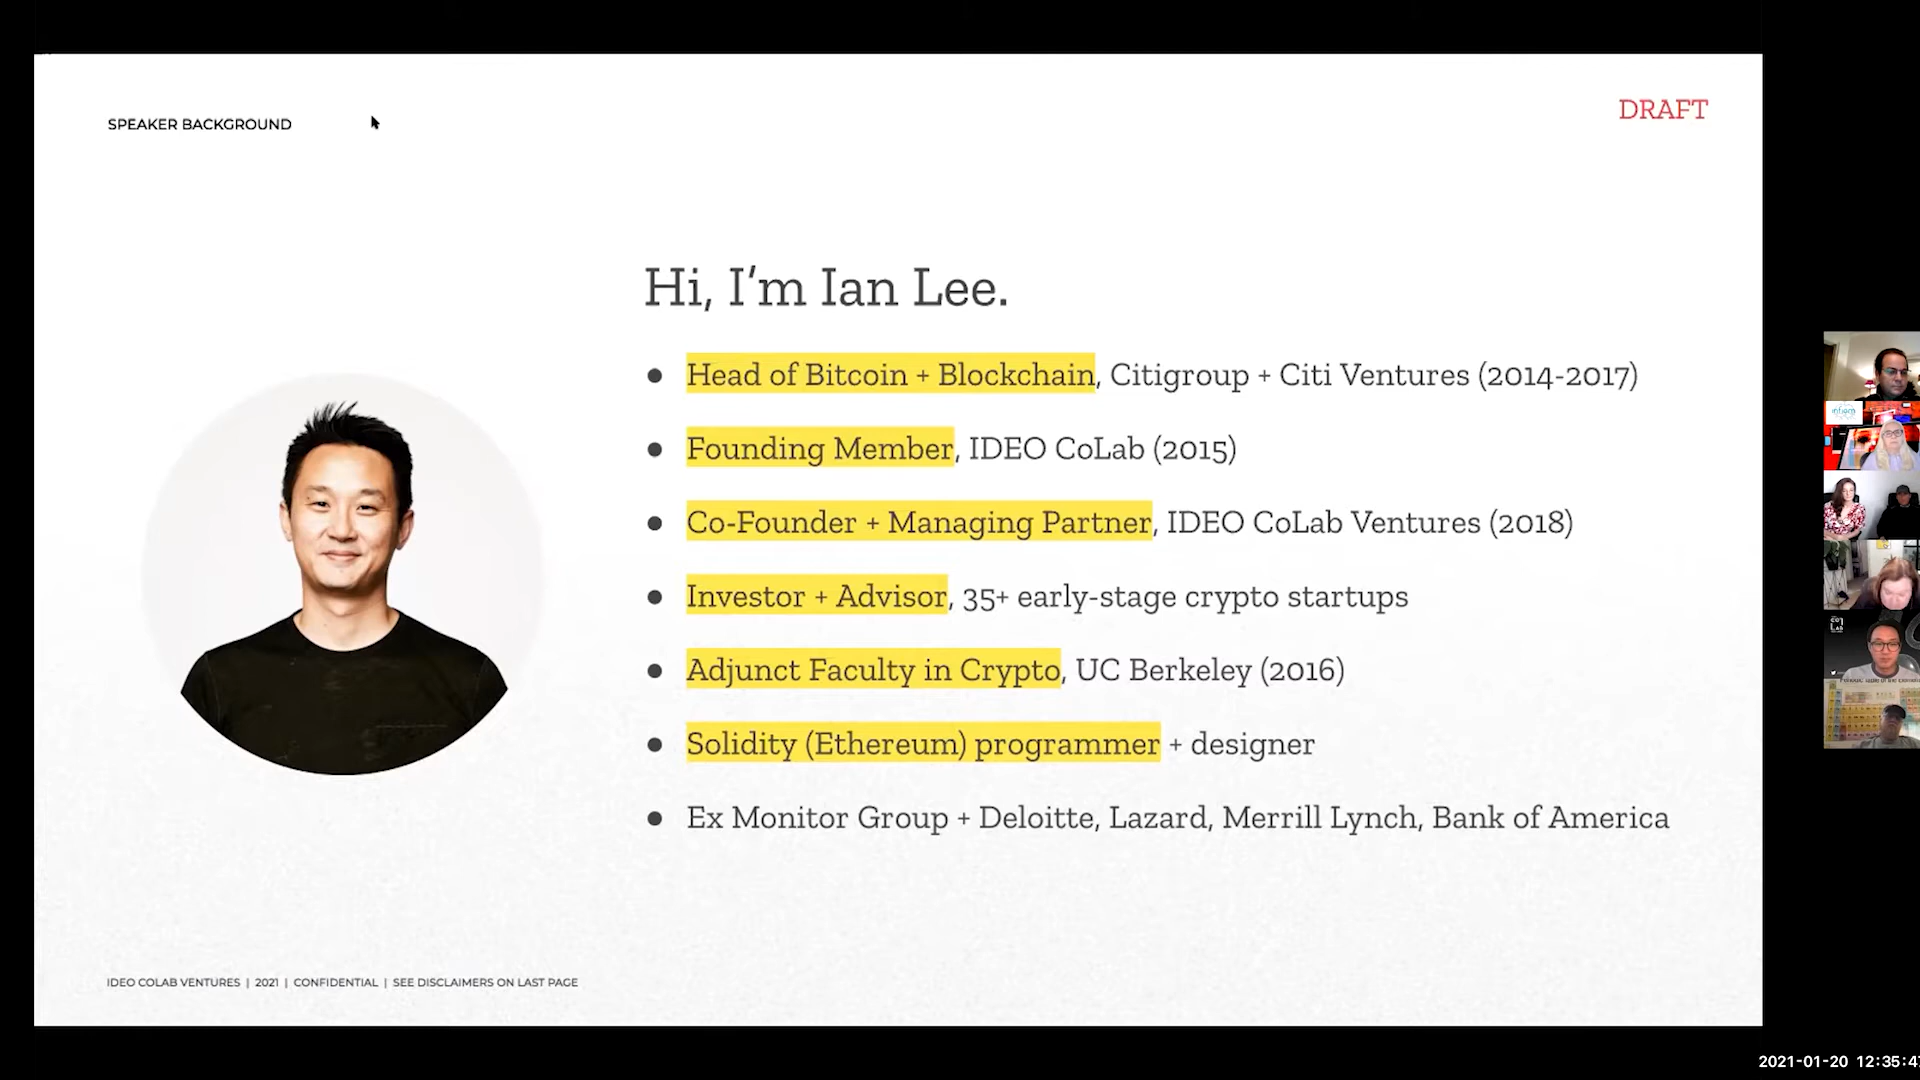 SPEAKER BACKGROUND
DRAFT
Hi, I'm Ian Lee.
● Head of Bitcoin + Blockchain, Citigroup + Citi Ventures (2014-2017)
● Founding Member, IDEO CoLab (2015)
● Co-Founder + Managing Partner, IDEO CoLab Ventures (2018)
● Investor + Advisor, 35+ early-stage crypto startups
● Adjunct Faculty in Crypto, UC Berkeley (2016)
● Solidity (Ethereum) programmer + designer
● Ex Monitor Group + Deloitte, Lazard, Merrill Lynch, Bank of America
IDEO COLAB VENTURES | 2021 | CONFIDENTIAL | SEE DISCLAIMERS ON LAST PAGE
2021-01-20 12:35:4